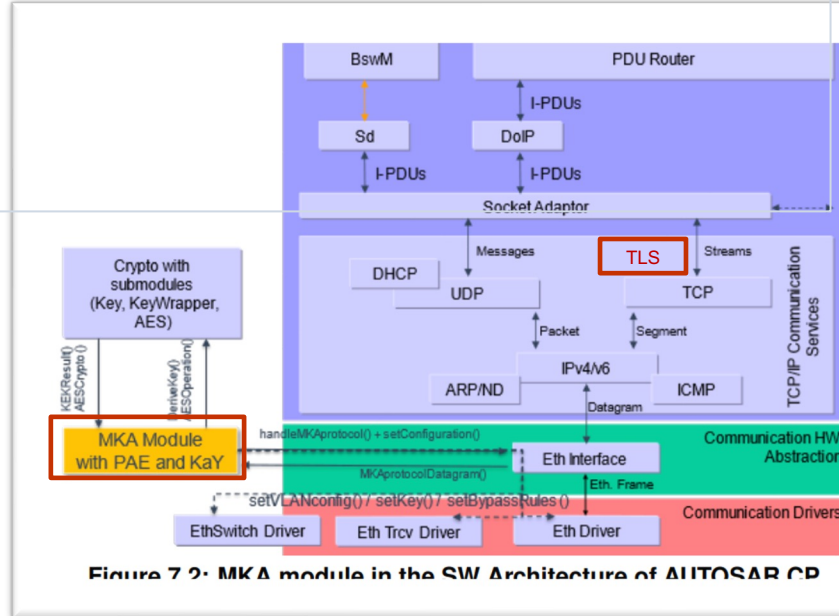 BswM
PDU Router
I-PDUs
Sd
DoIP
I-PDUs
I-PDUs
Socket Adaptor
Messages
TLS
Streams
DHCP
UDP
TCP
TCP/IP Communication
Services
Packet
Segment
IPv4/v6
ARP/ND
ICMP
Datagram
Crypto with
submodules
(Key, KeyWrapper,
AES)
KEKResult()
AESCrypto()
DeriveKey()
AESOperation()
MKA Module
with PAE and KaY
handleMKAprotocol() + setConfiguration()
MKAprotocolDatagram()
Eth Interface
Communication HW
Abstraction
Eth. Frame
setVLANconfig() / setKey() / setBypassRules()
Communication Drivers
EthSwitch Driver
Eth Trcv Driver
Eth Driver
Figure 7.2: MKA module in the SW Architecture of AUTOSAR CP